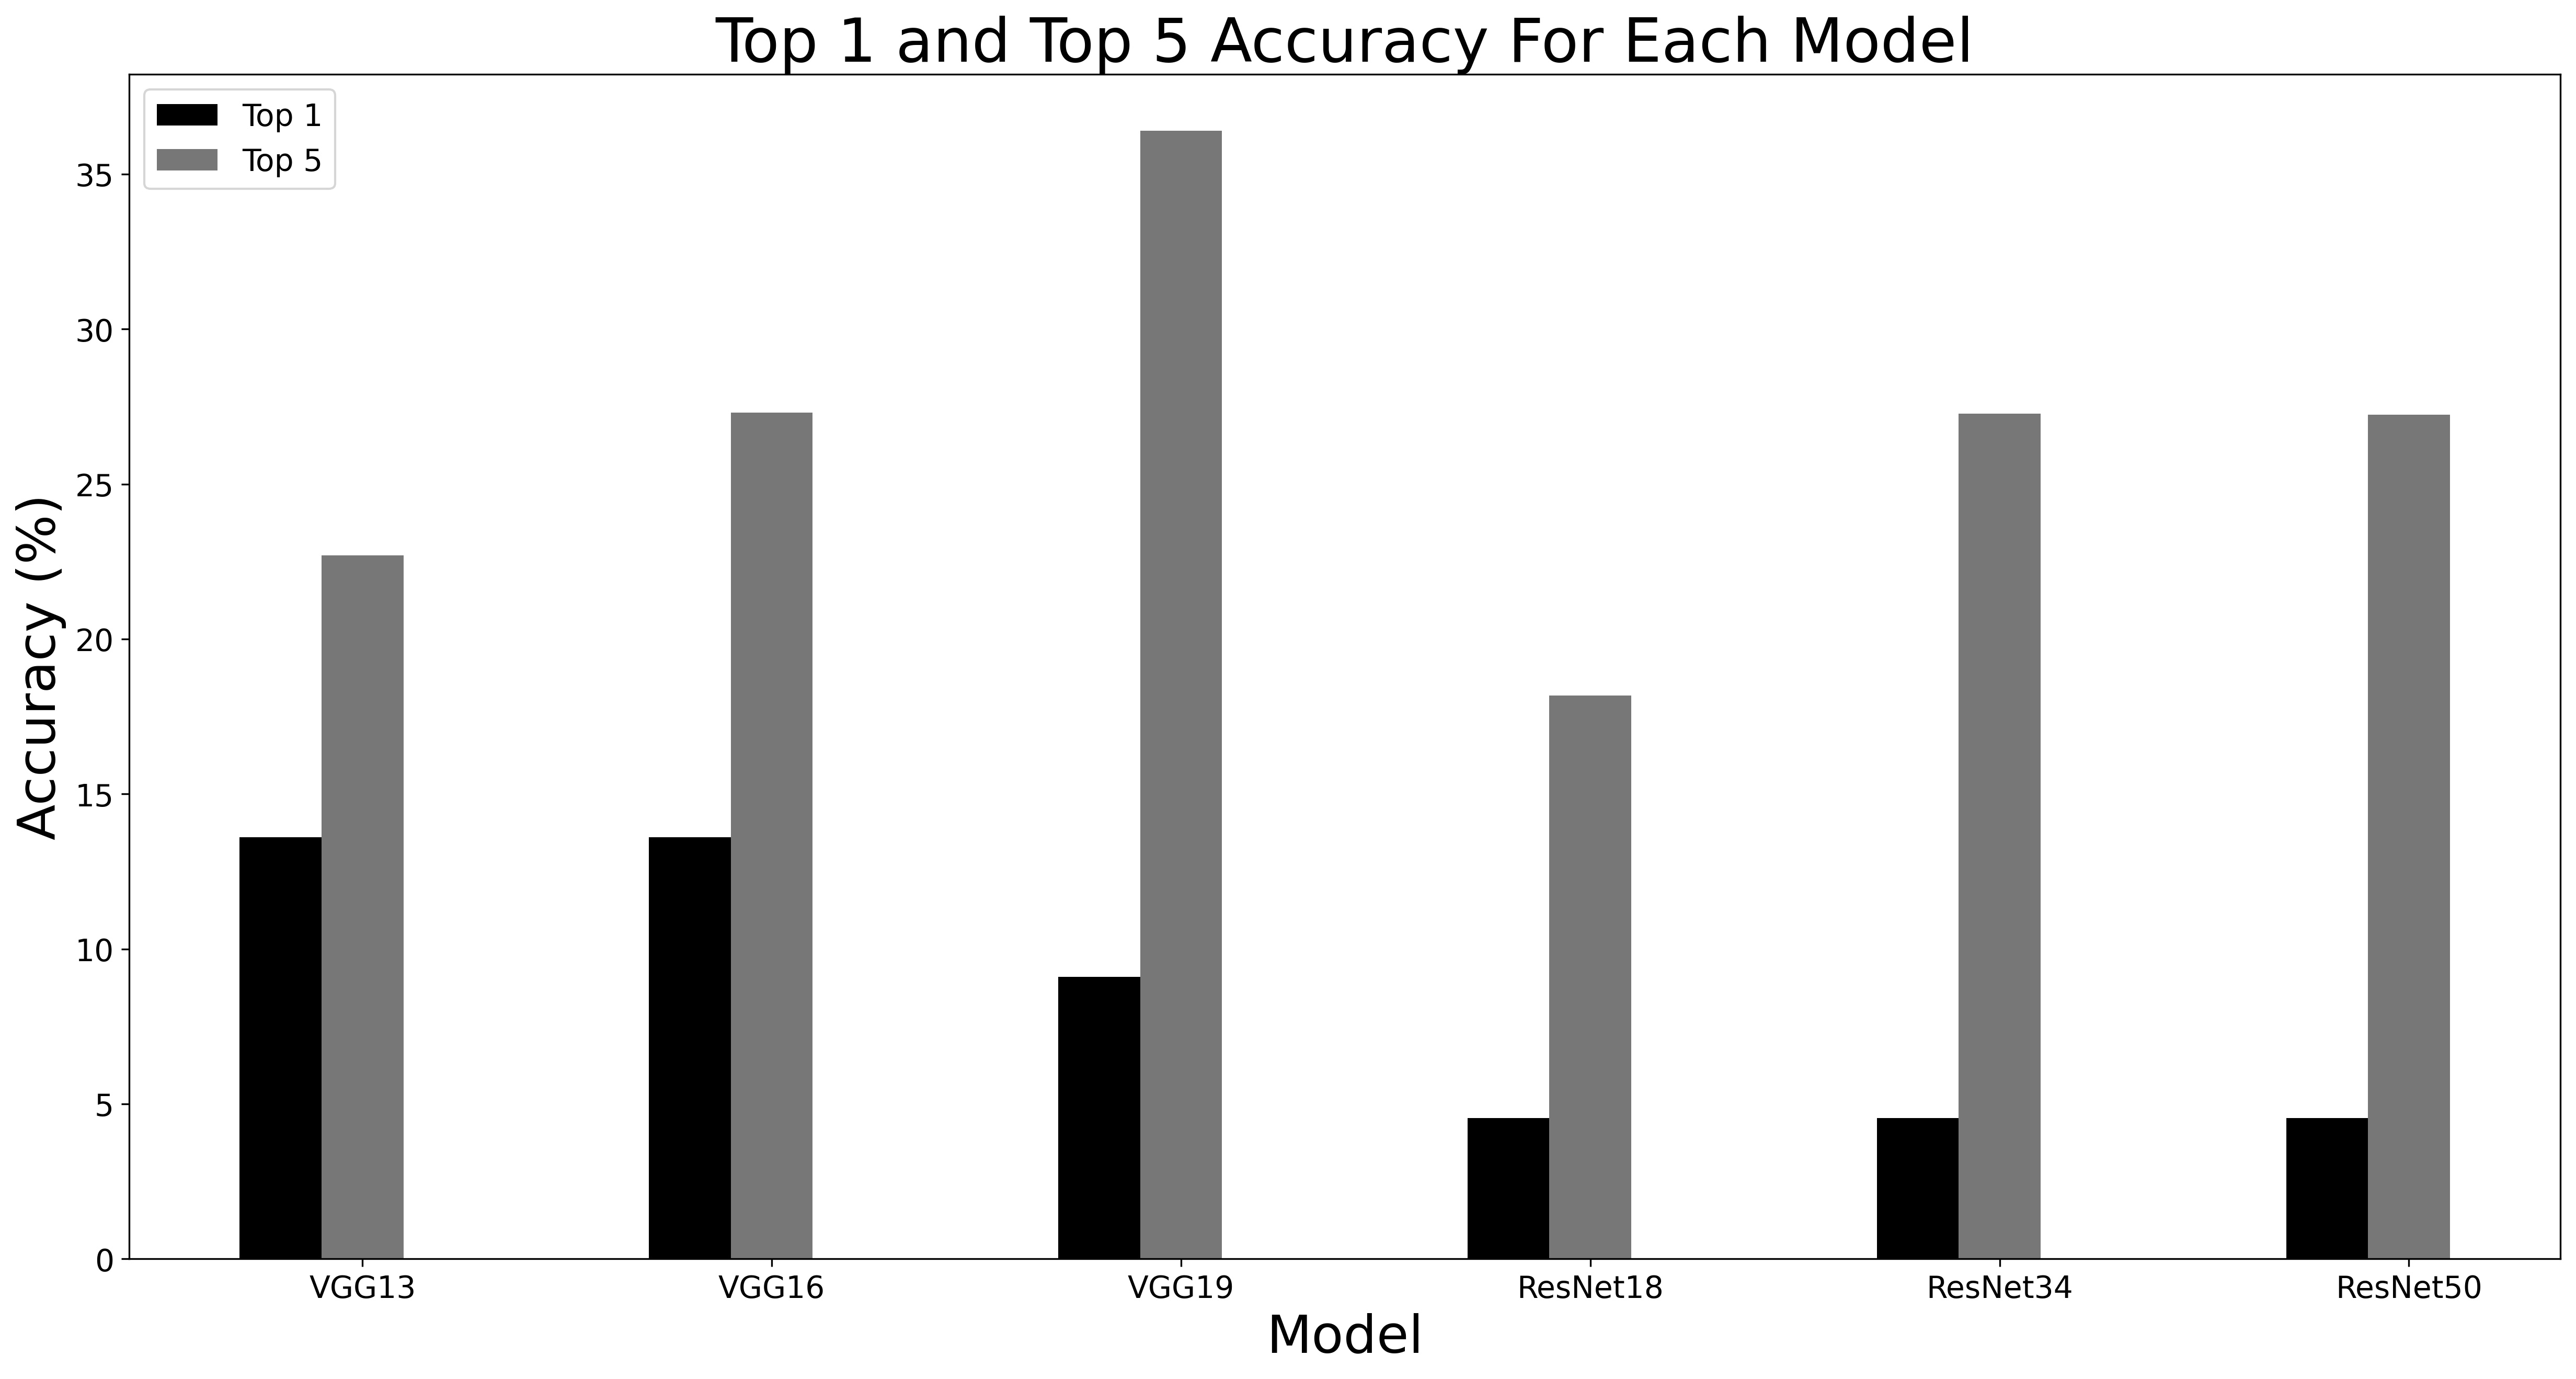 Top 1 and Top 5 Accuracy For Each Model
Top 1
Top 5
Accuracy (%)
35
30
25
20
15
10
5
0
VGG13 VGG16 VGG19 ResNet18 ResNet34 ResNet50
Model